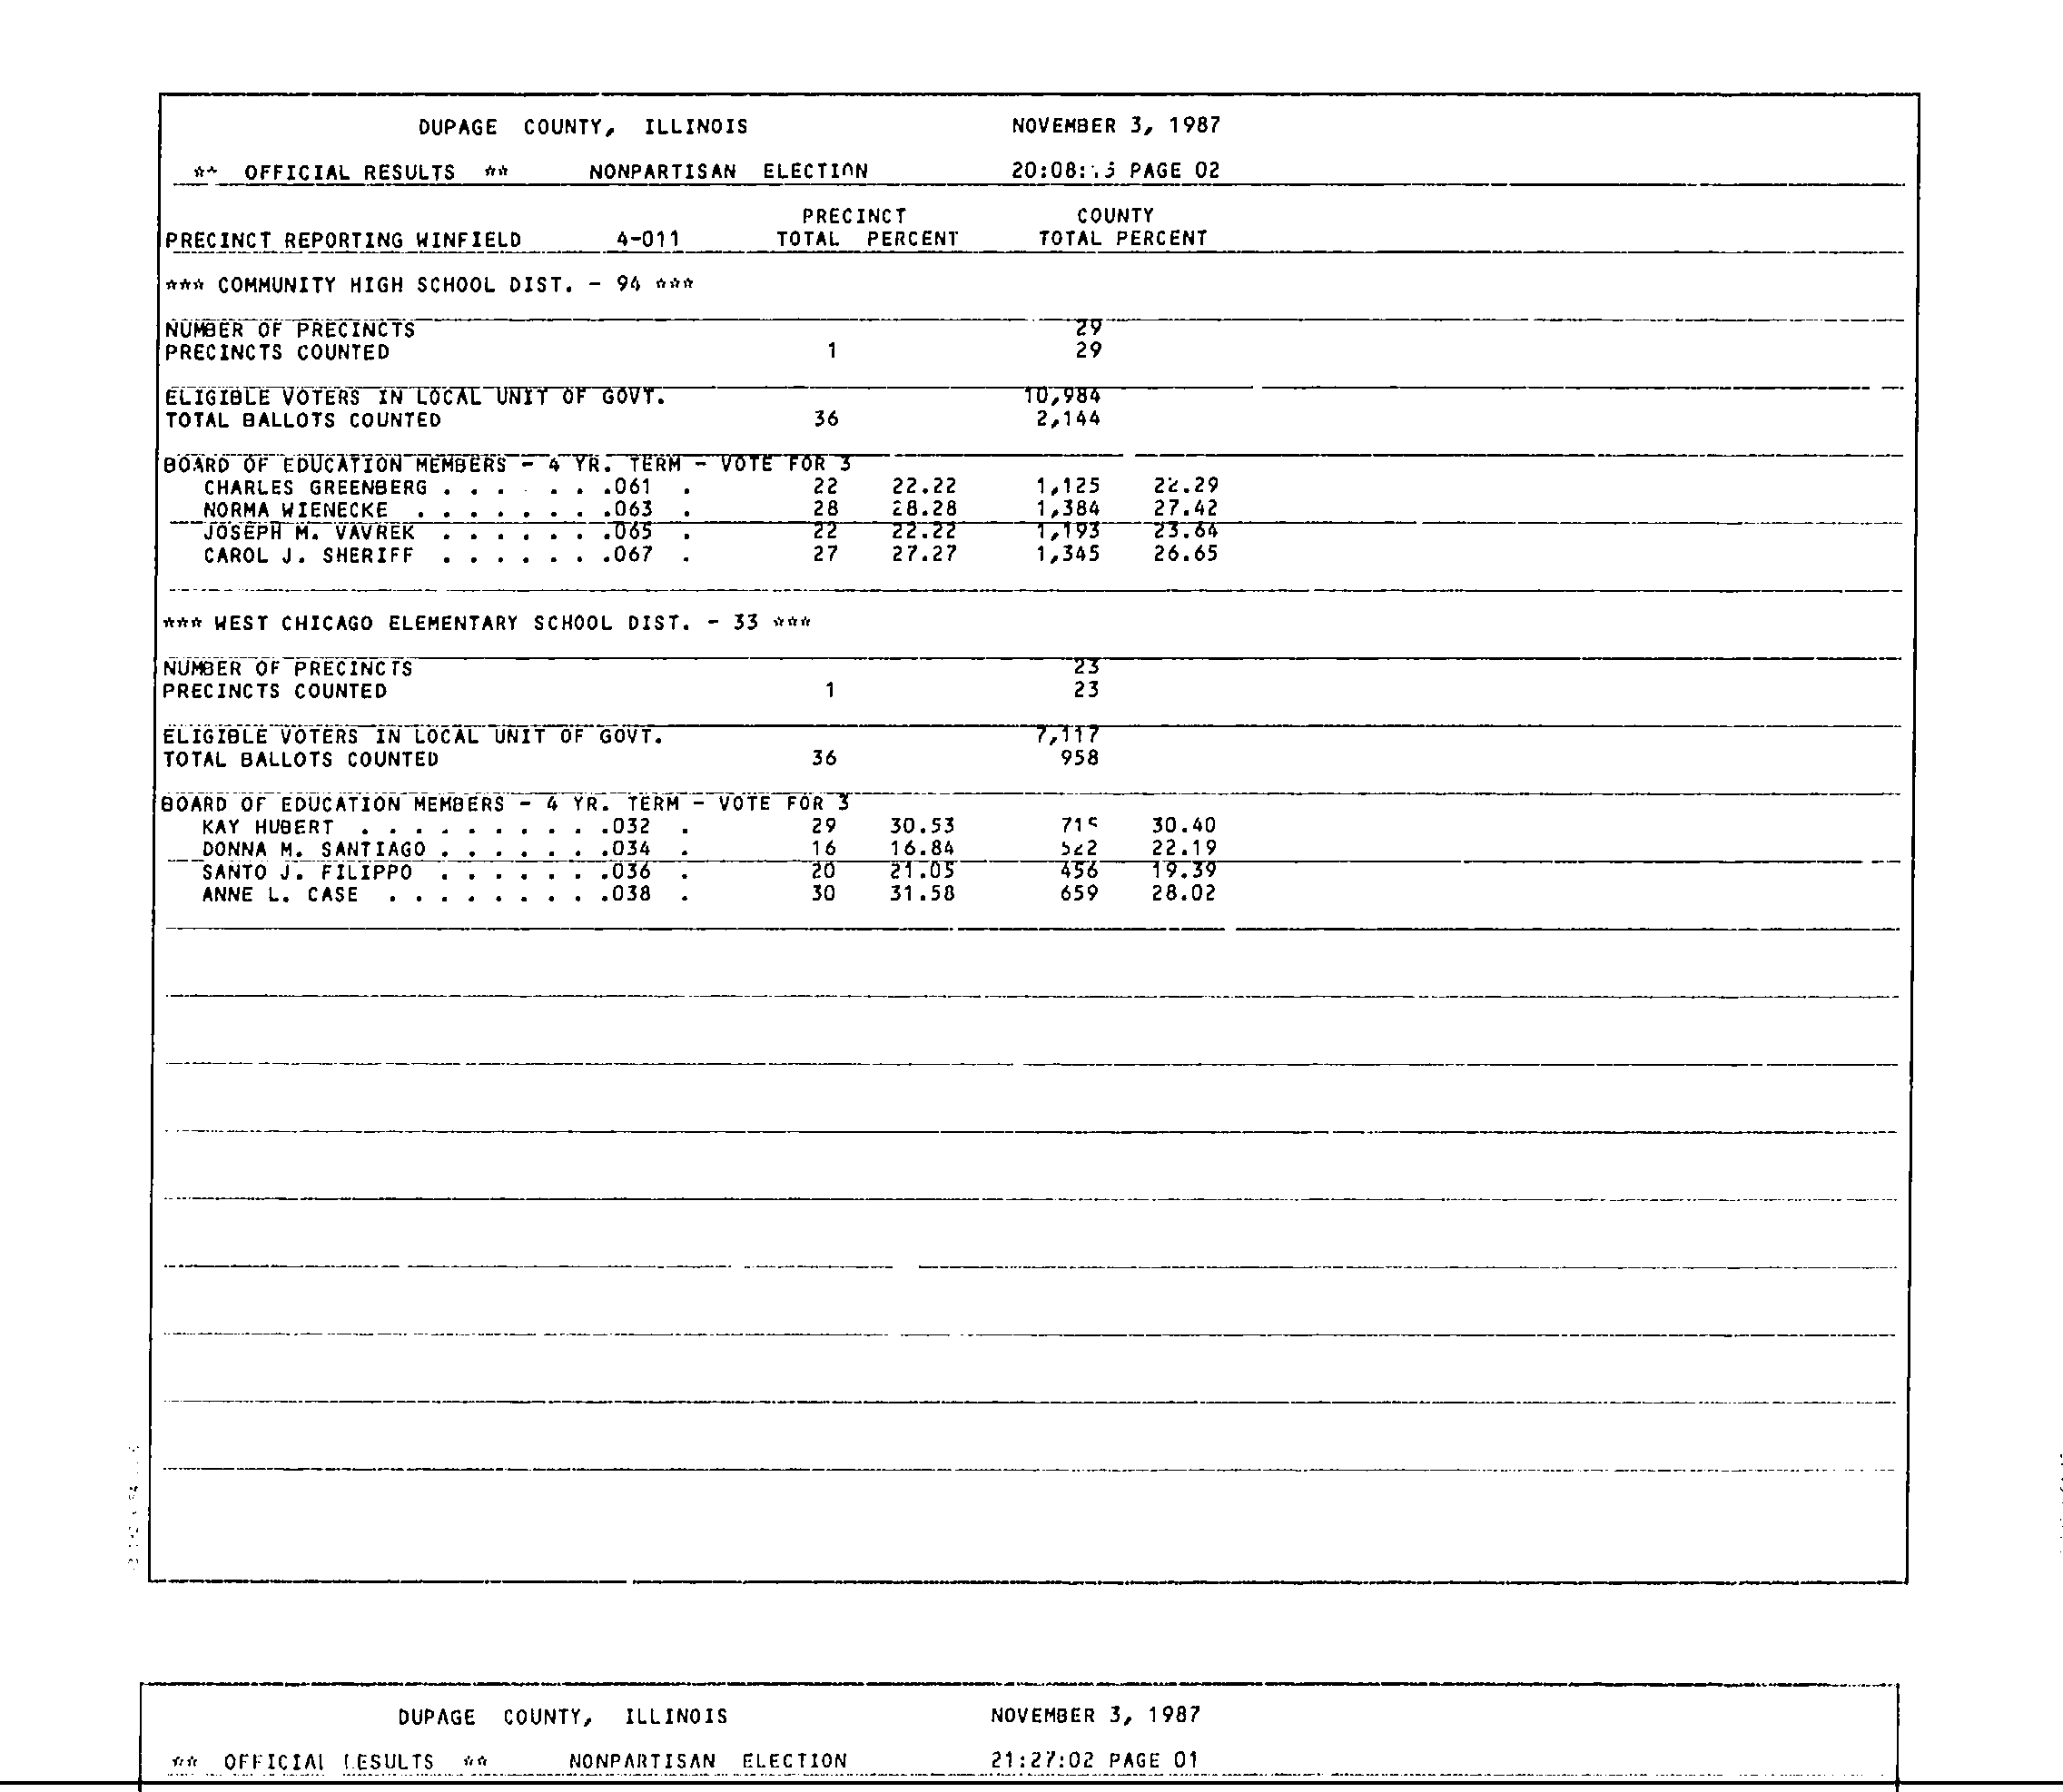 DUPAGE COUNTY, ILLINOIS NOVEMBER 3, 1987
** OFFICIAL RESULTS ** NONPARTISAN ELECTION PAGE 02
PRECINCT COUNTY
PRECINCT REPORTING WINFIELD 4-011 TOTAL PERCENT TOTAL PERCENT
*** COMMUNITY HIGH SCHOOL DIST. - 94 ***
NUMBER OF PRECINCTS 29
PRECINCTS COUNTED 1 29
ELIGIBLE VOTERS IN LOCAL UNIT OF GOVT. 10,984
TOTAL BALLOTS COUNTED 36 2,144
BOARD OF EDUCATION MEMBERS - 4 YR. TERM - VOTE FOR 3
CHARLES GREENBERG . . . . . . .061 . 22 22.22 1,125 22.29
NORMA WIENECKE . . . . . . . .063 . 28 28.28 1,384 27.42
JOSEPH M. VAVREK . . . . . . .065 . 22 22.22 1,193 23.64
CAROL J. SHERIFF . . . . . . .067 . 27 27.27 1,345 26.65
*** WEST CHICAGO ELEMENTARY SCHOOL DIST. - 33 ***
NUMBER OF PRECINCTS 23
PRECINCTS COUNTED 1 23
ELIGIBLE VOTERS IN LOCAL UNIT OF GOVT. 7,117
TOTAL BALLOTS COUNTED 36 958
BOARD OF EDUCATION MEMBERS - 4 YR. TERM - VOTE FOR 3
KAY HUBERT . . . . . . . . . .032 . 29 30.53 715 30.40
DONNA M. SANTIAGO . . . . . . .034 . 16 16.84 522 22.19
SANTO J. FILIPPO . . . . . . .036 . 20 21.05 456 19.39
ANNE L. CASE . . . . . . . . .038 . 30 31.58 659 28.02
DUPAGE COUNTY, ILLINOIS NOVEMBER 3, 1987
** OFFICIAL RESULTS ** NONPARTISAN ELECTION 21:27:02 PAGE 01